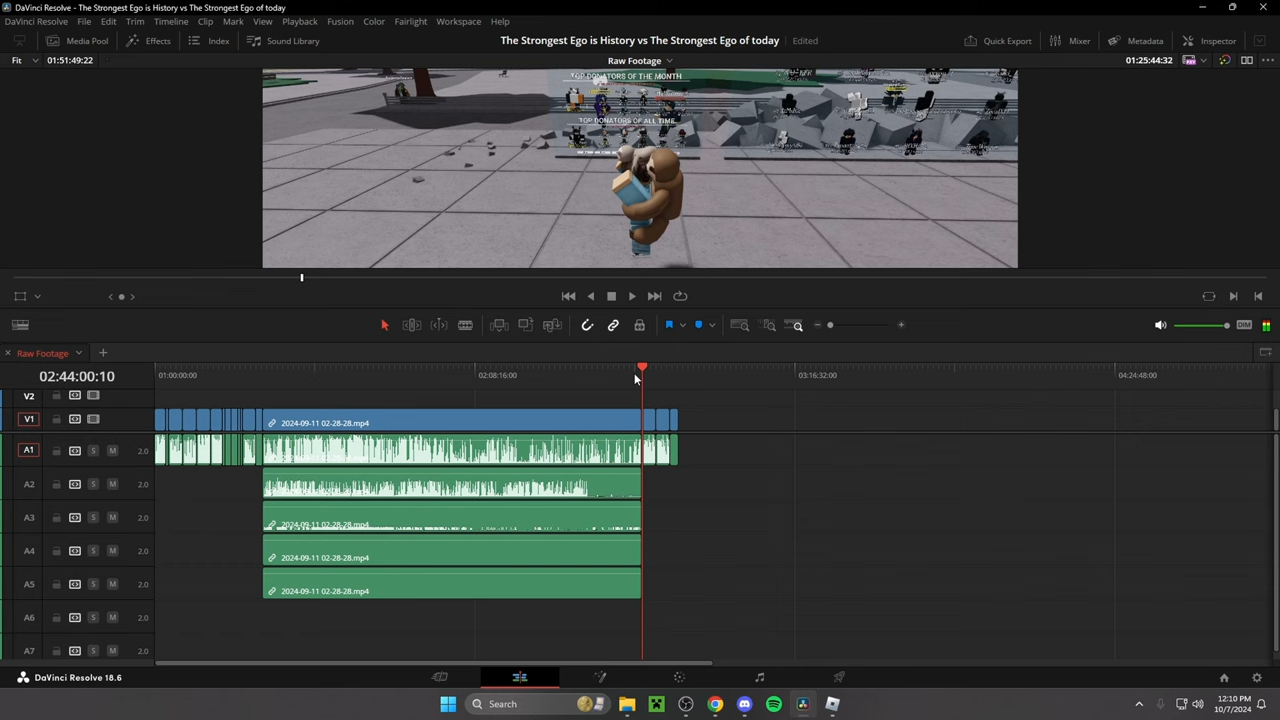 DaVinci Resolve - The Strongest Ego is History vs The Strongest Ego of today
DaVinci Resolve File Edit Trim Timeline Clip Mark View Playback Fusion Color Fairlight Workspace Help
Media Pool Effects Index Sound Library The Strongest Ego is History vs The Strongest Ego of today Edited Quick Export Mixer Metadata Inspector
Fit 01:51:49:22 Raw Footage 01:25:44:32
TOP DONATORS OF THE MONTH
TOP DONATORS OF ALL TIME
DIM
Raw Footage
02:44:00:10 01:00:00:00 02:08:16:00 03:16:32:00 04:24:48:00
V2
V1 2024-09-11 02-28-28.mp4
A1 S M 2.0
A2 S M 2.0
A3 S M 2.0 2024-09-11 02-28-28.mp4
A4 S M 2.0 2024-09-11 02-28-28.mp4
A5 S M 2.0 2024-09-11 02-28-28.mp4
A6 S M 2.0
A7 S M 2.0
DaVinci Resolve 18.6
Search
12:10 PM
10/7/2024